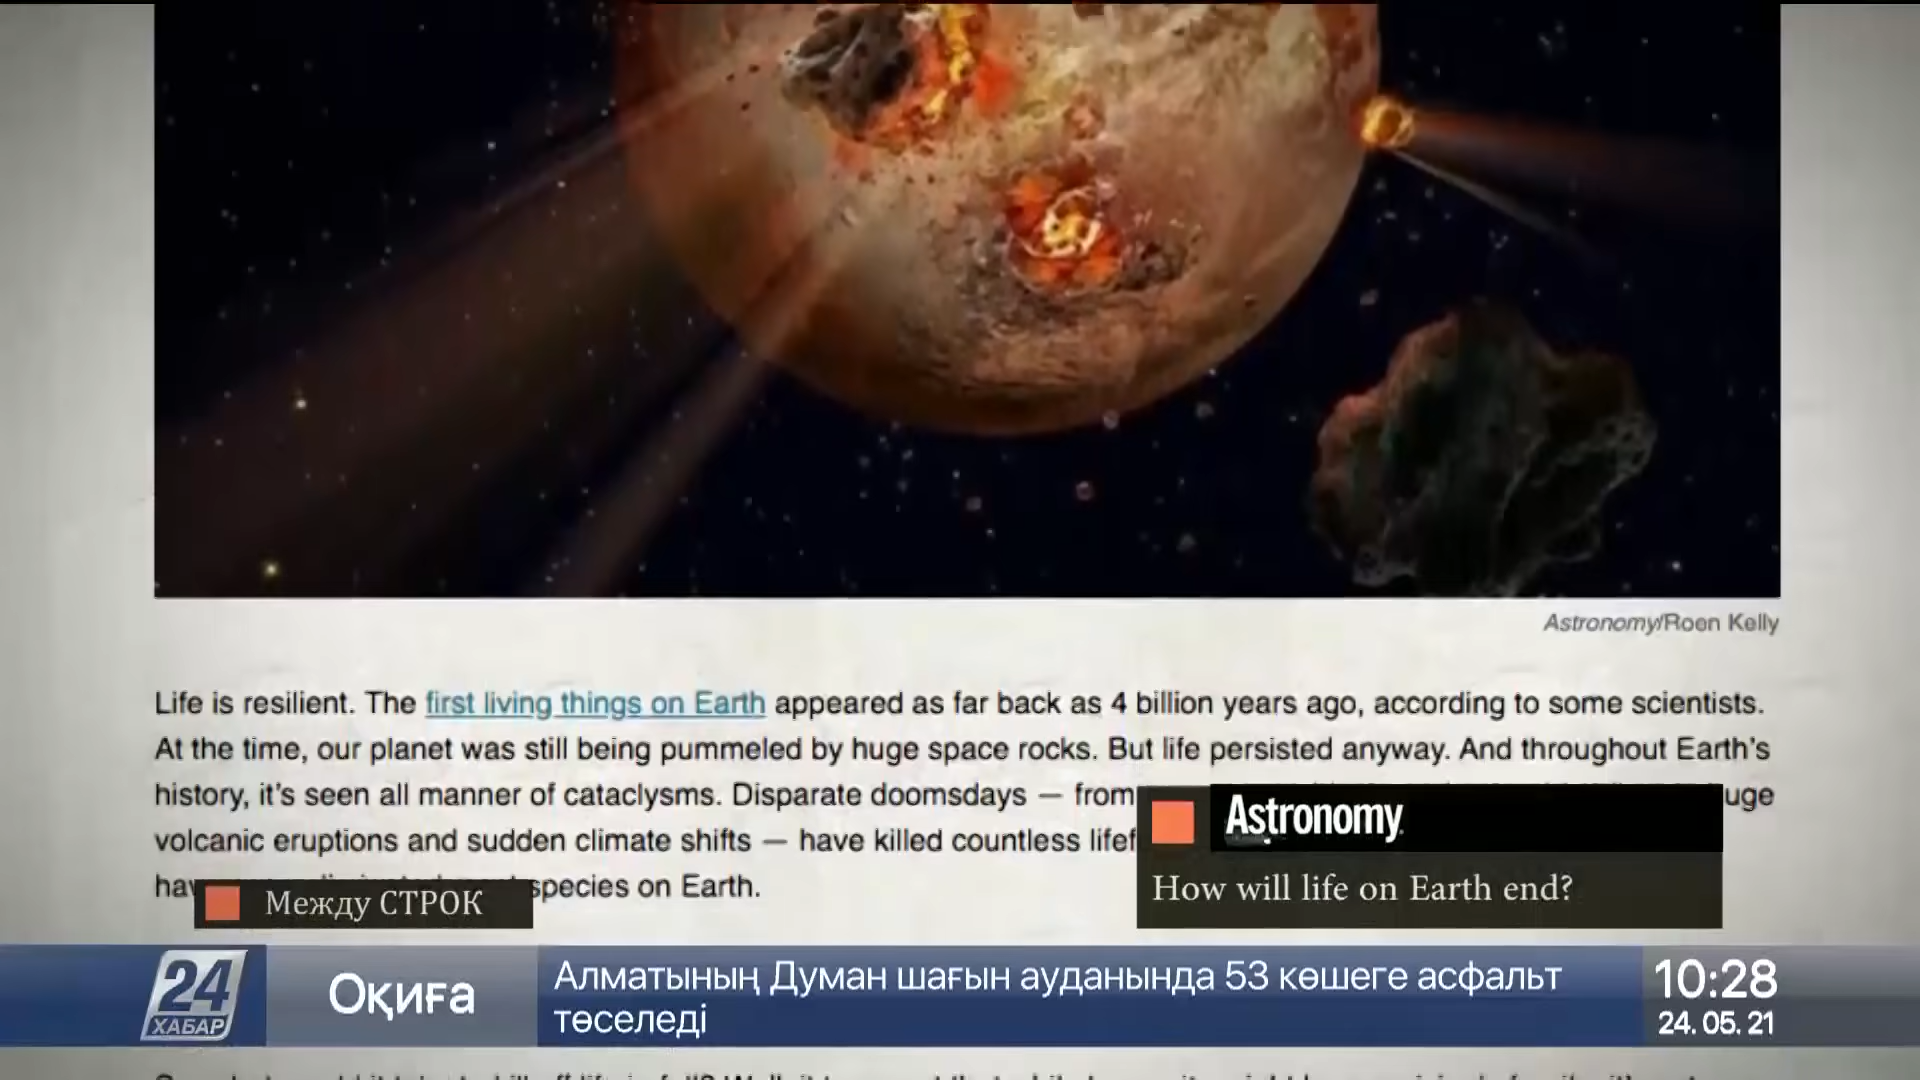 Astronomy/Roen Kelly
Life is resilient. The first living things on Earth appeared as far back as 4 billion years ago, according to some scientists.
At the time, our planet was still being pummeled by huge space rocks. But life persisted anyway. And throughout Earth's
history, it's seen all manner of cataclysms. Disparate doomsdays — from
volcanic eruptions and sudden climate shifts — have killed countless
species on Earth.
Astronomy
How will life on Earth end?
Между СТРОК
24
ХАБАР
Оқиға
Алматының Думан шағын ауданында 53 көшеге асфальт
төселеді
10:28
24. 05. 21